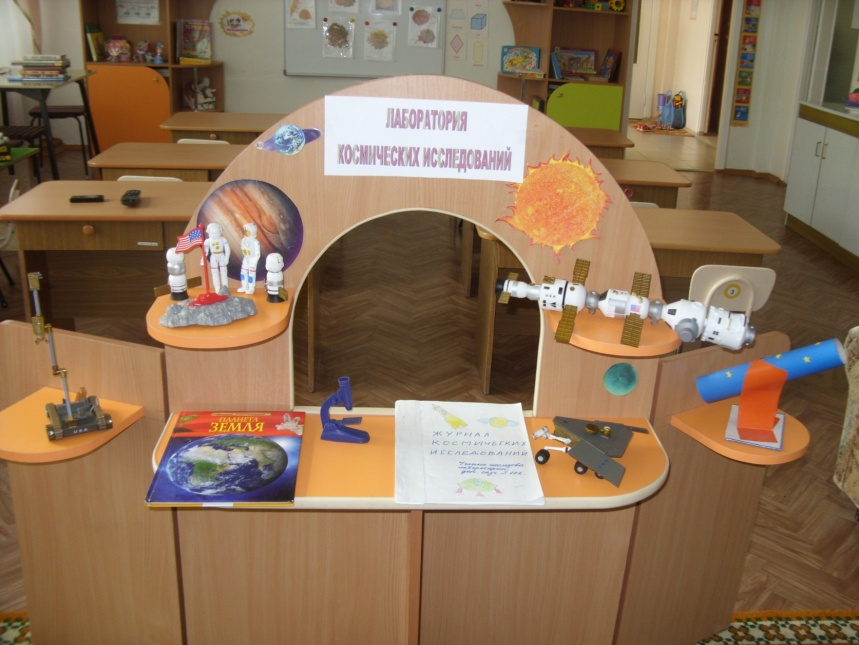 ЛАБОРАТОРИЯ
КОСМИЧЕСКИХ ИССЛЕДОВАНИЙ
ПЛАНЕТА
ЗЕМЛЯ
ЖУРНАЛ
КОСМИЧЕСКИХ
ИССЛЕДОВАНИЙ